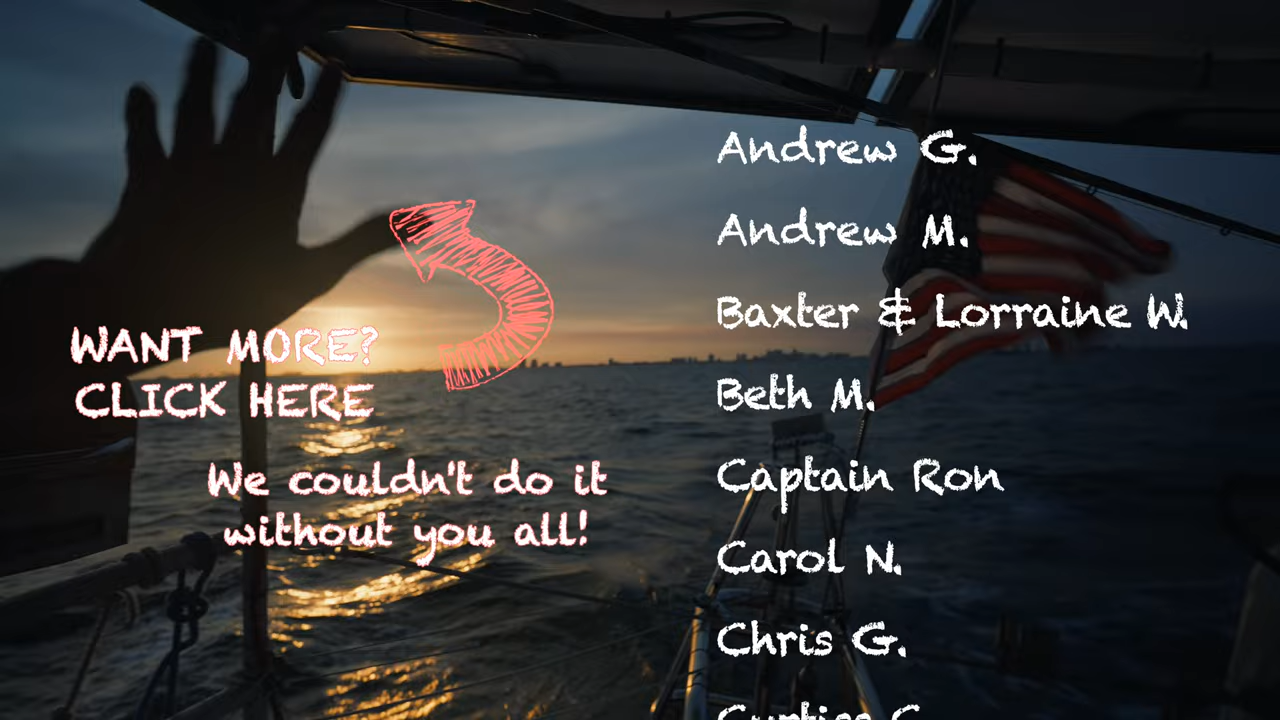 WANT MORE?
CLICK HERE
We couldn't do it
without you all!
Andrew G.
Andrew M.
Baxter & Lorraine W.
Beth M.
Captain Ron
Carol N.
Chris G.